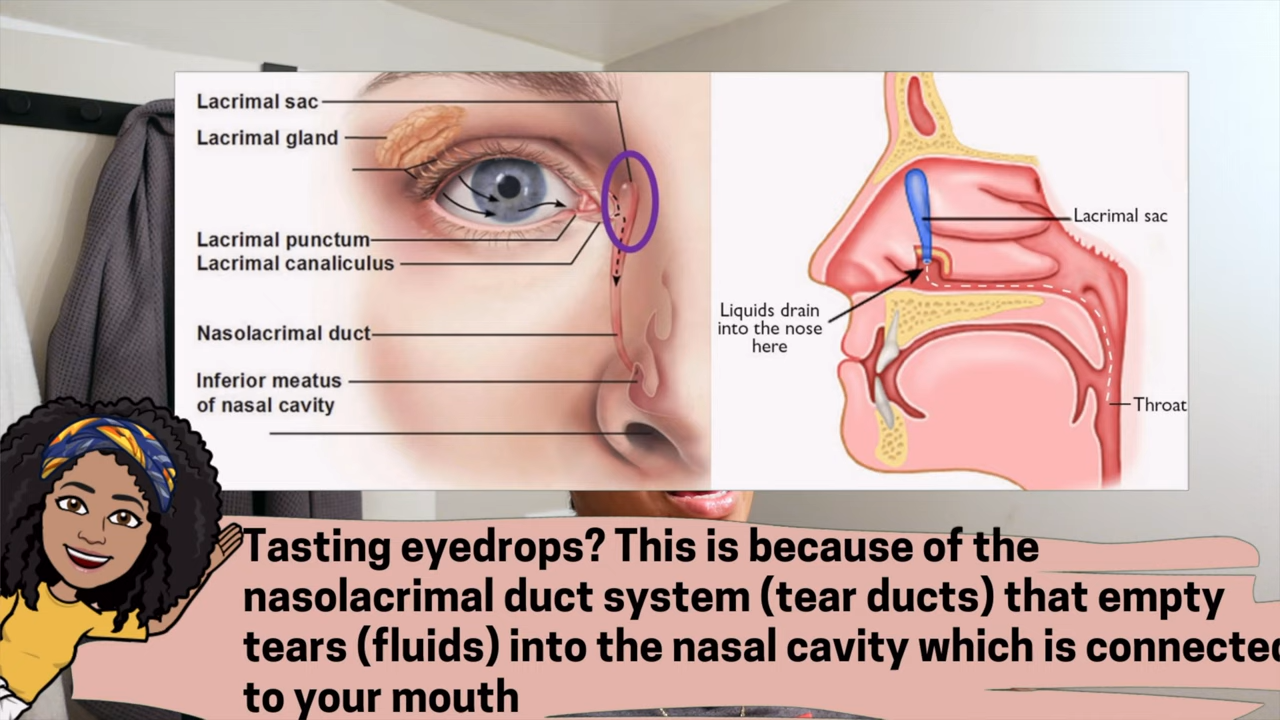 Lacrimal sac
Lacrimal gland
Lacrimal punctum
Lacrimal canaliculus
Nasolacrimal duct
Inferior meatus
of nasal cavity
Lacrimal sac
Liquids drain
into the nose
here
Throat
Tasting eyedrops? This is because of the
nasolacrimal duct system (tear ducts) that empty
tears (fluids) into the nasal cavity which is connected
to your mouth